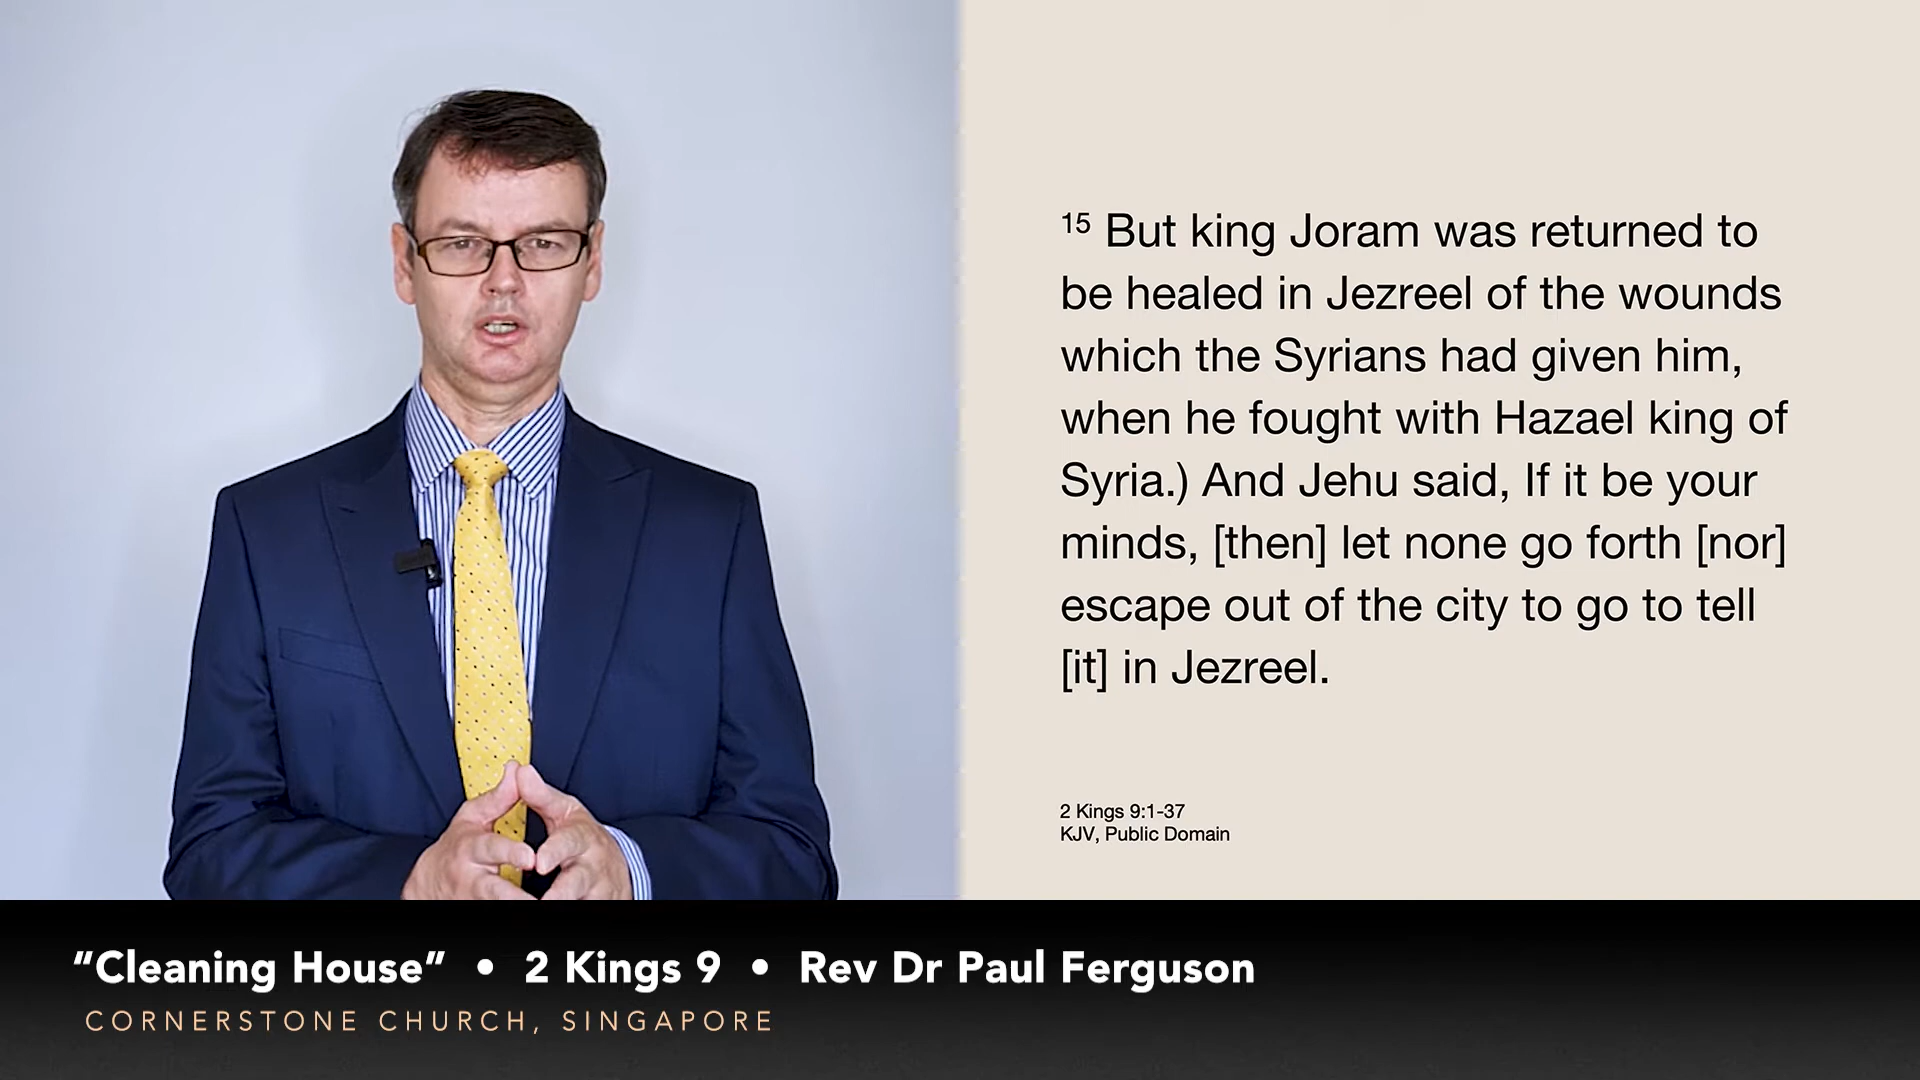 ¹⁵ But king Joram was returned to
be healed in Jezreel of the wounds
which the Syrians had given him,
when he fought with Hazael king of
Syria.) And Jehu said, If it be your
minds, [then] let none go forth [nor]
escape out of the city to go to tell
[it] in Jezreel.
2 Kings 9:1-37
KJV, Public Domain
“Cleaning House” • 2 Kings 9 • Rev Dr Paul Ferguson
CORNERSTONE CHURCH, SINGAPORE